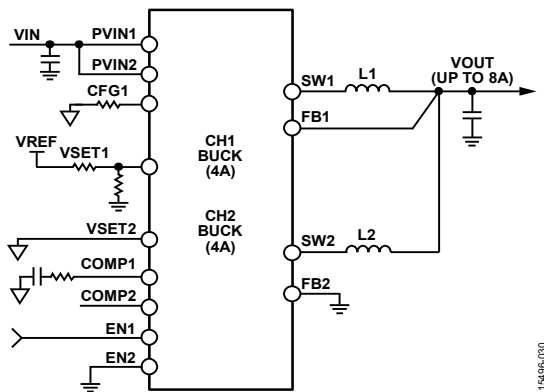 VIN
PVIN1
PVIN2
CFG1
VREF
VSET1
VSET2
COMP1
COMP2
EN1
EN2
CH1
BUCK
(4A)
CH2
BUCK
(4A)
SW1
L1
FB1
VOUT
(UP TO 8A)
SW2
L2
FB2
15496-030